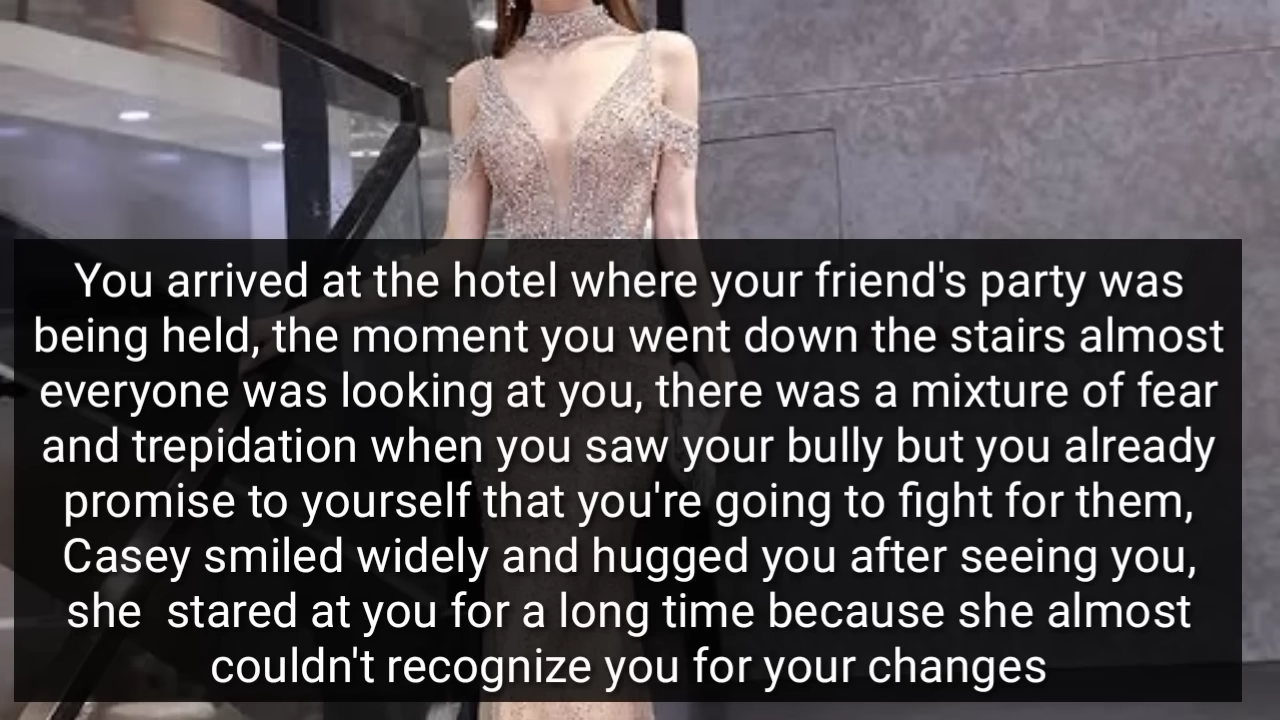 You arrived at the hotel where your friend's party was
being held, the moment you went down the stairs almost
everyone was looking at you, there was a mixture of fear
and trepidation when you saw your bully but you already
promise to yourself that you're going to fight for them,
Casey smiled widely and hugged you after seeing you,
she  stared at you for a long time because she almost
couldn't recognize you for your changes